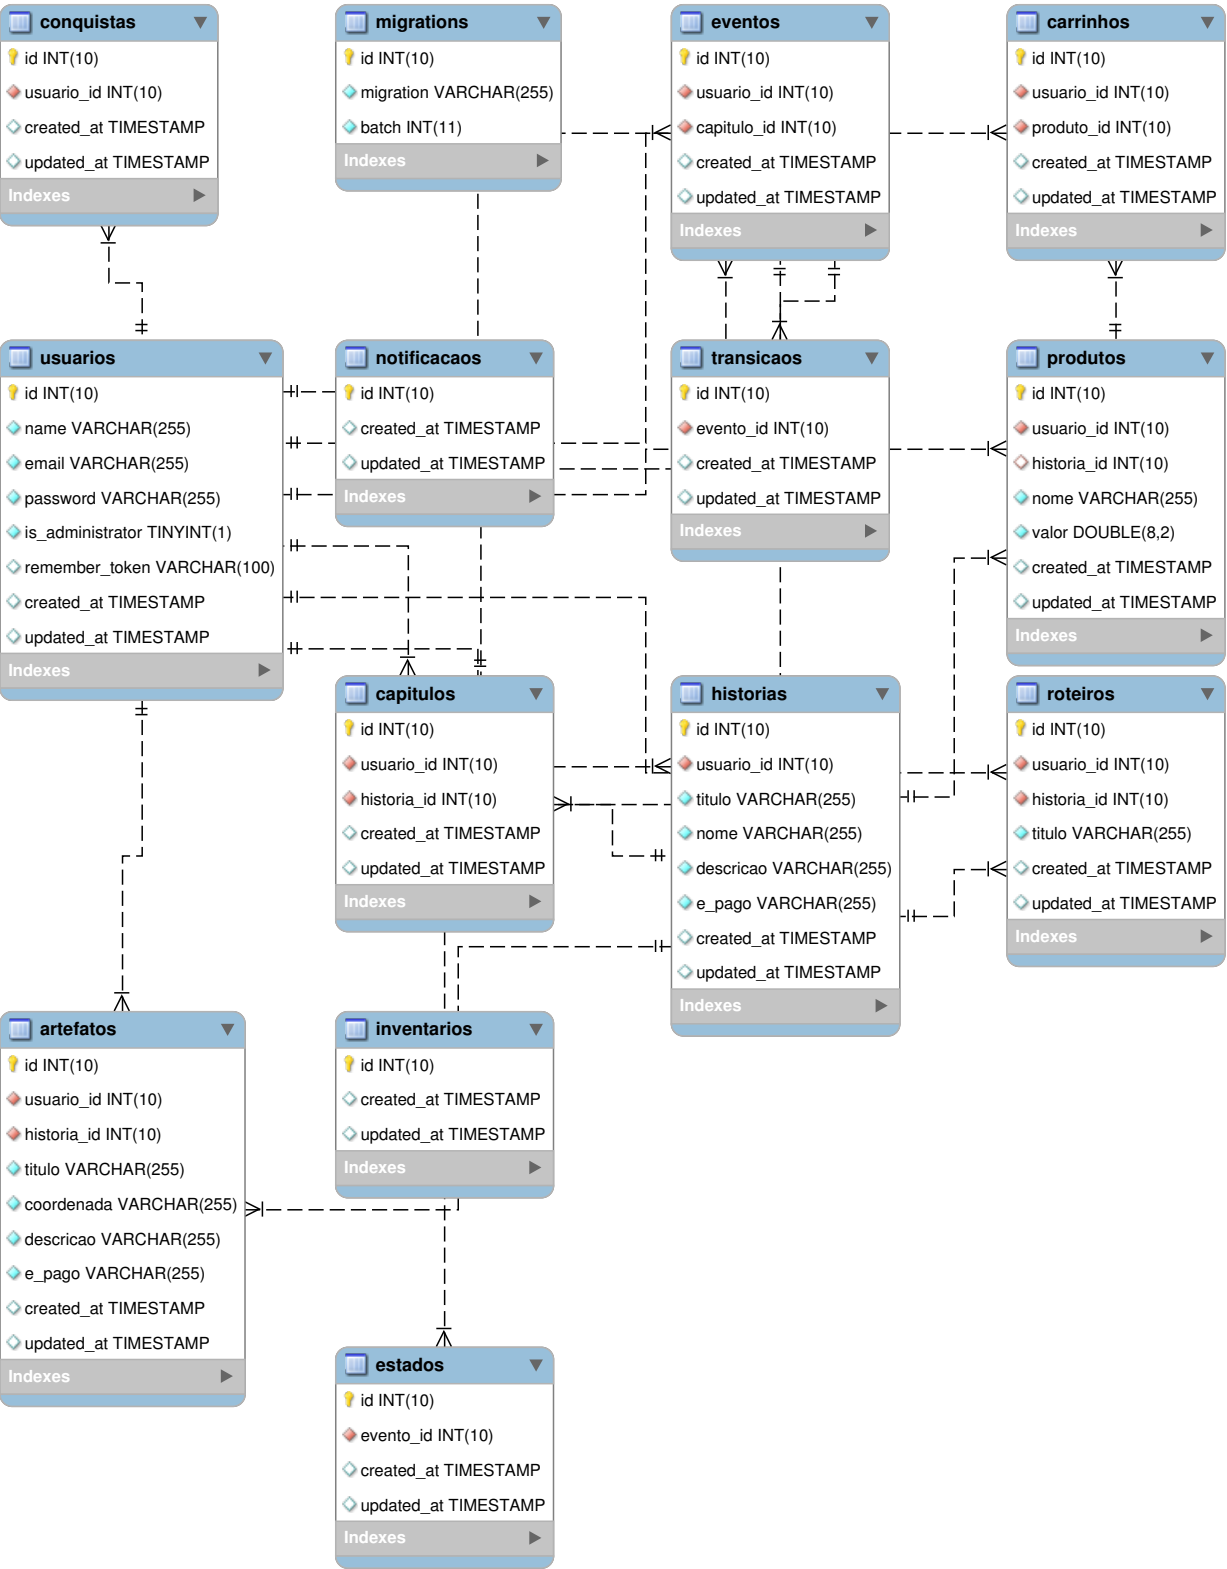 conquistas
id INT(10)
usuario_id INT(10)
created_at TIMESTAMP
updated_at TIMESTAMP
Indexes
migrations
id INT(10)
migration VARCHAR(255)
batch INT(11)
Indexes
eventos
id INT(10)
usuario_id INT(10)
capitulo_id INT(10)
created_at TIMESTAMP
updated_at TIMESTAMP
Indexes
carrinhos
id INT(10)
usuario_id INT(10)
produto_id INT(10)
created_at TIMESTAMP
updated_at TIMESTAMP
Indexes
usuarios
id INT(10)
name VARCHAR(255)
email VARCHAR(255)
password VARCHAR(255)
is_administrator TINYINT(1)
remember_token VARCHAR(100)
created_at TIMESTAMP
updated_at TIMESTAMP
Indexes
notificacaos
id INT(10)
created_at TIMESTAMP
updated_at TIMESTAMP
Indexes
transicaos
id INT(10)
evento_id INT(10)
created_at TIMESTAMP
updated_at TIMESTAMP
Indexes
produtos
id INT(10)
usuario_id INT(10)
historia_id INT(10)
nome VARCHAR(255)
valor DOUBLE(8,2)
created_at TIMESTAMP
updated_at TIMESTAMP
Indexes
capitulos
id INT(10)
usuario_id INT(10)
historia_id INT(10)
created_at TIMESTAMP
updated_at TIMESTAMP
Indexes
historias
id INT(10)
usuario_id INT(10)
titulo VARCHAR(255)
nome VARCHAR(255)
descricao VARCHAR(255)
e_pago VARCHAR(255)
created_at TIMESTAMP
updated_at TIMESTAMP
Indexes
roteiros
id INT(10)
usuario_id INT(10)
historia_id INT(10)
titulo VARCHAR(255)
created_at TIMESTAMP
updated_at TIMESTAMP
Indexes
artefatos
id INT(10)
usuario_id INT(10)
historia_id INT(10)
titulo VARCHAR(255)
coordenada VARCHAR(255)
descricao VARCHAR(255)
e_pago VARCHAR(255)
created_at TIMESTAMP
updated_at TIMESTAMP
Indexes
inventarios
id INT(10)
created_at TIMESTAMP
updated_at TIMESTAMP
Indexes
estados
id INT(10)
evento_id INT(10)
created_at TIMESTAMP
updated_at TIMESTAMP
Indexes